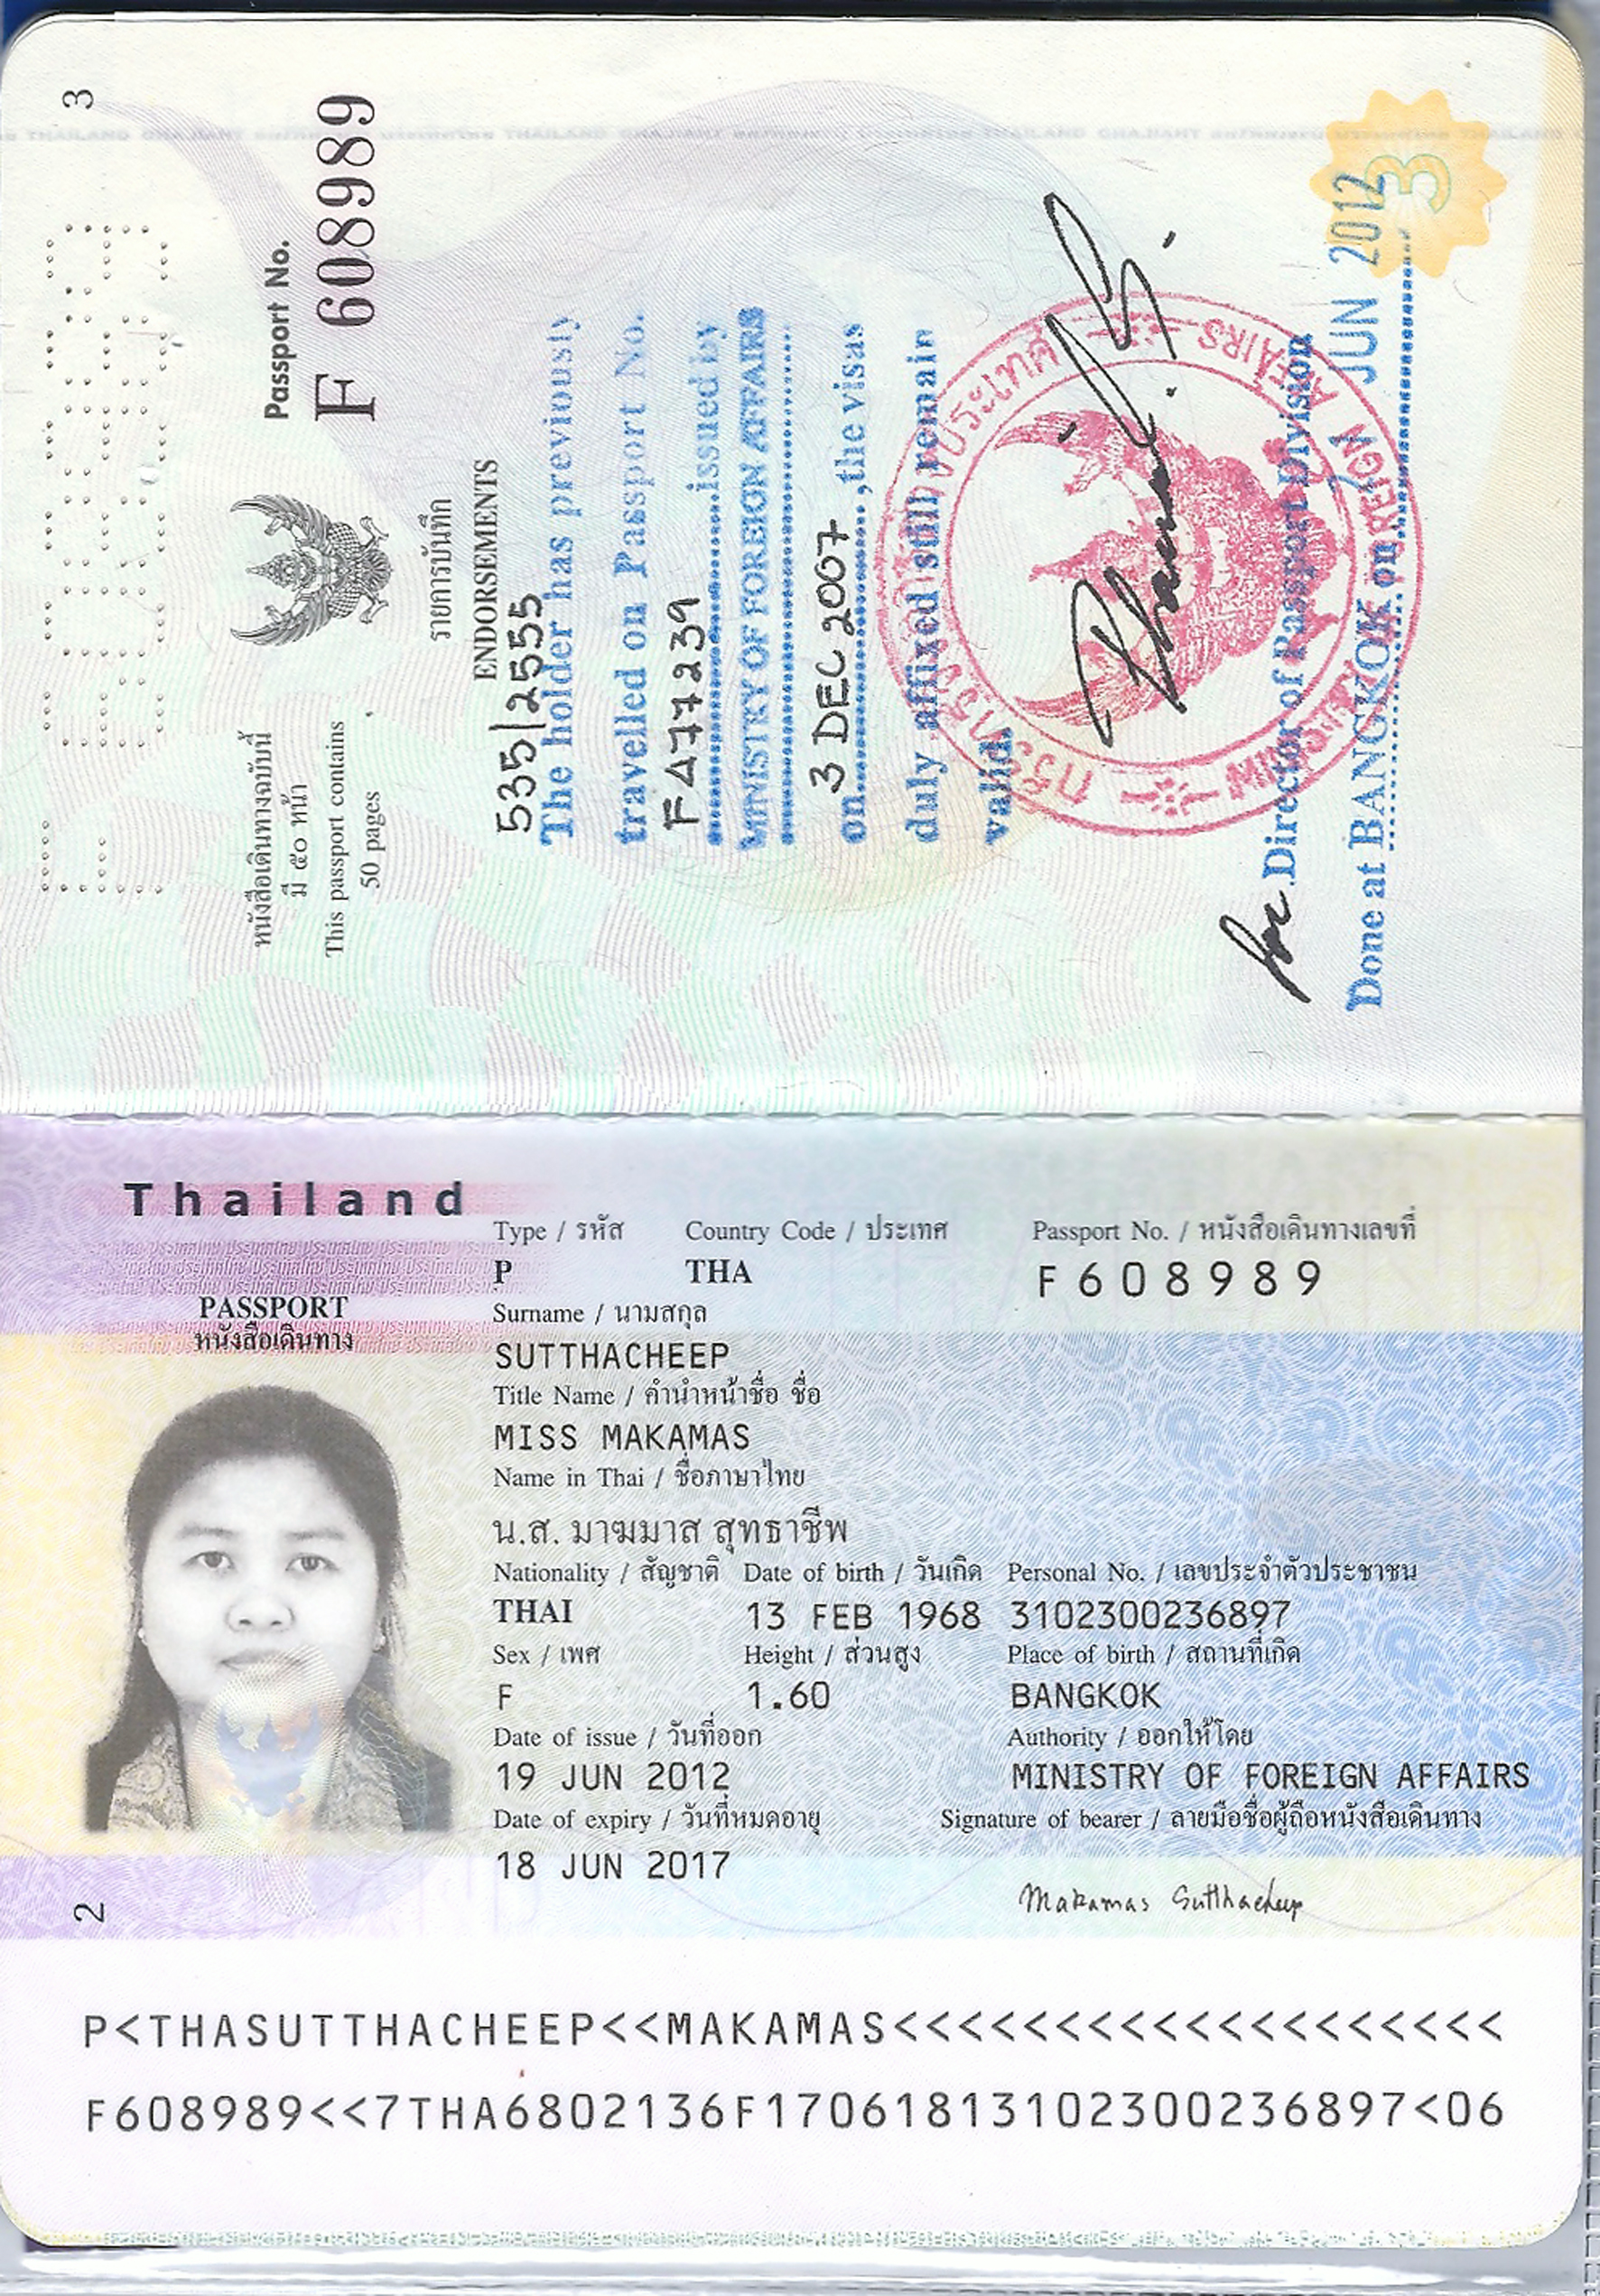 3
Passport No.
F 608989
หนังสือเดินทางฉบับนี้
มี ๕๐ หน้า
This passport contains
50 pages
รายการบันทึก
ENDORSEMENTS
535/2555
The holder has previously
travelled on Passport No.
F477239 issued by
MINISTRY OF FOREIGN AFFAIRS
on 3 DEC 2007, the visas
duly affixed still remain
valid.
กระทรวงการต่างประเทศ
MINISTRY OF FOREIGN AFFAIRS
for Director of Passport Division
Done at BANGKOK on JUN 2012
3
Thailand
PASSPORT
หนังสือเดินทาง
Type / รหัส Country Code / ประเทศ Passport No. / หนังสือเดินทางเลขที่
P THA F608989
Surname / นามสกุล
SUTTHACHEEP
Title Name / คำนำหน้าชื่อ ชื่อ
MISS MAKAMAS
Name in Thai / ชื่อภาษาไทย
น.ส. มาฆมาส สุทธาชีพ
Nationality / สัญชาติ Date of birth / วันเกิด Personal No. / เลขประจำตัวประชาชน
THAI 13 FEB 1968 3102300236897
Sex / เพศ Height / ส่วนสูง Place of birth / สถานที่เกิด
F 1.60 BANGKOK
Date of issue / วันที่ออก Authority / ออกให้โดย
19 JUN 2012 MINISTRY OF FOREIGN AFFAIRS
Date of expiry / วันที่หมดอายุ Signature of bearer / ลายมือชื่อผู้ถือหนังสือเดินทาง
18 JUN 2017
Makamas Sutthacheep
2
P<THASUTTHACHEEP<<MAKAMAS<<<<<<<<<<<<<<<<<<<
F608989<<7THA6802136F17061813102300236897<06